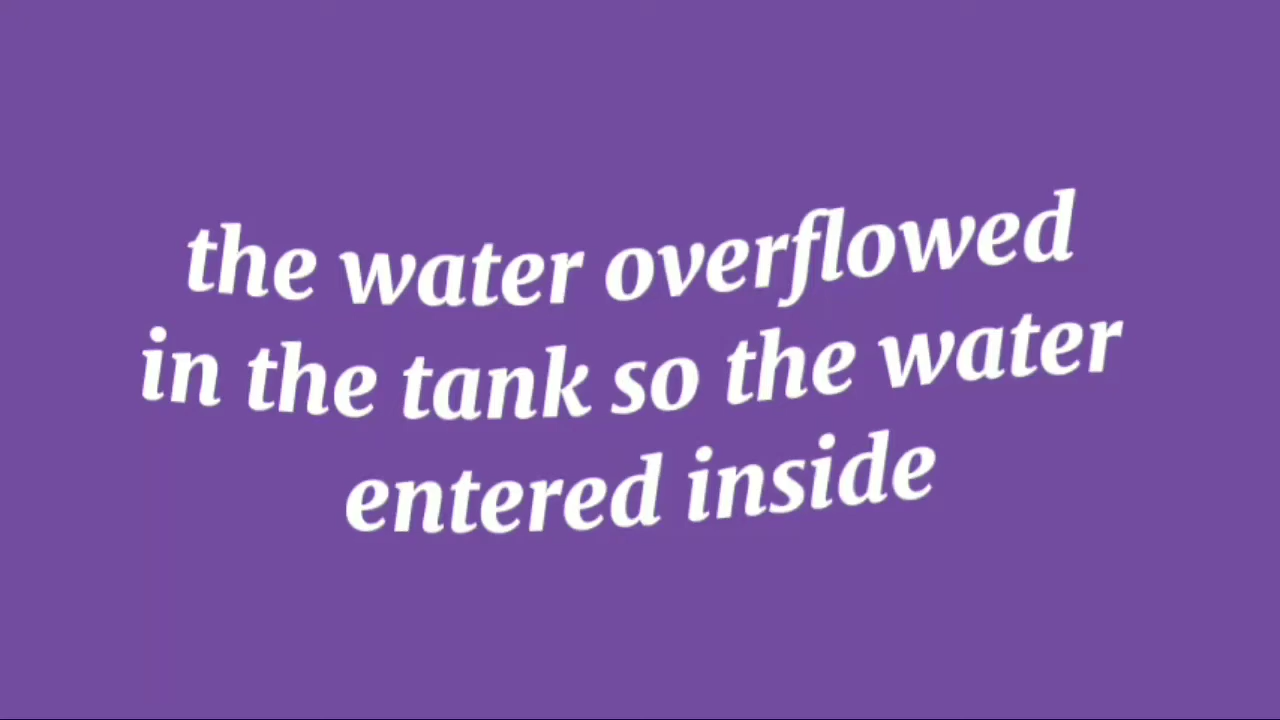 the water overflowed
in the tank so the water
entered inside